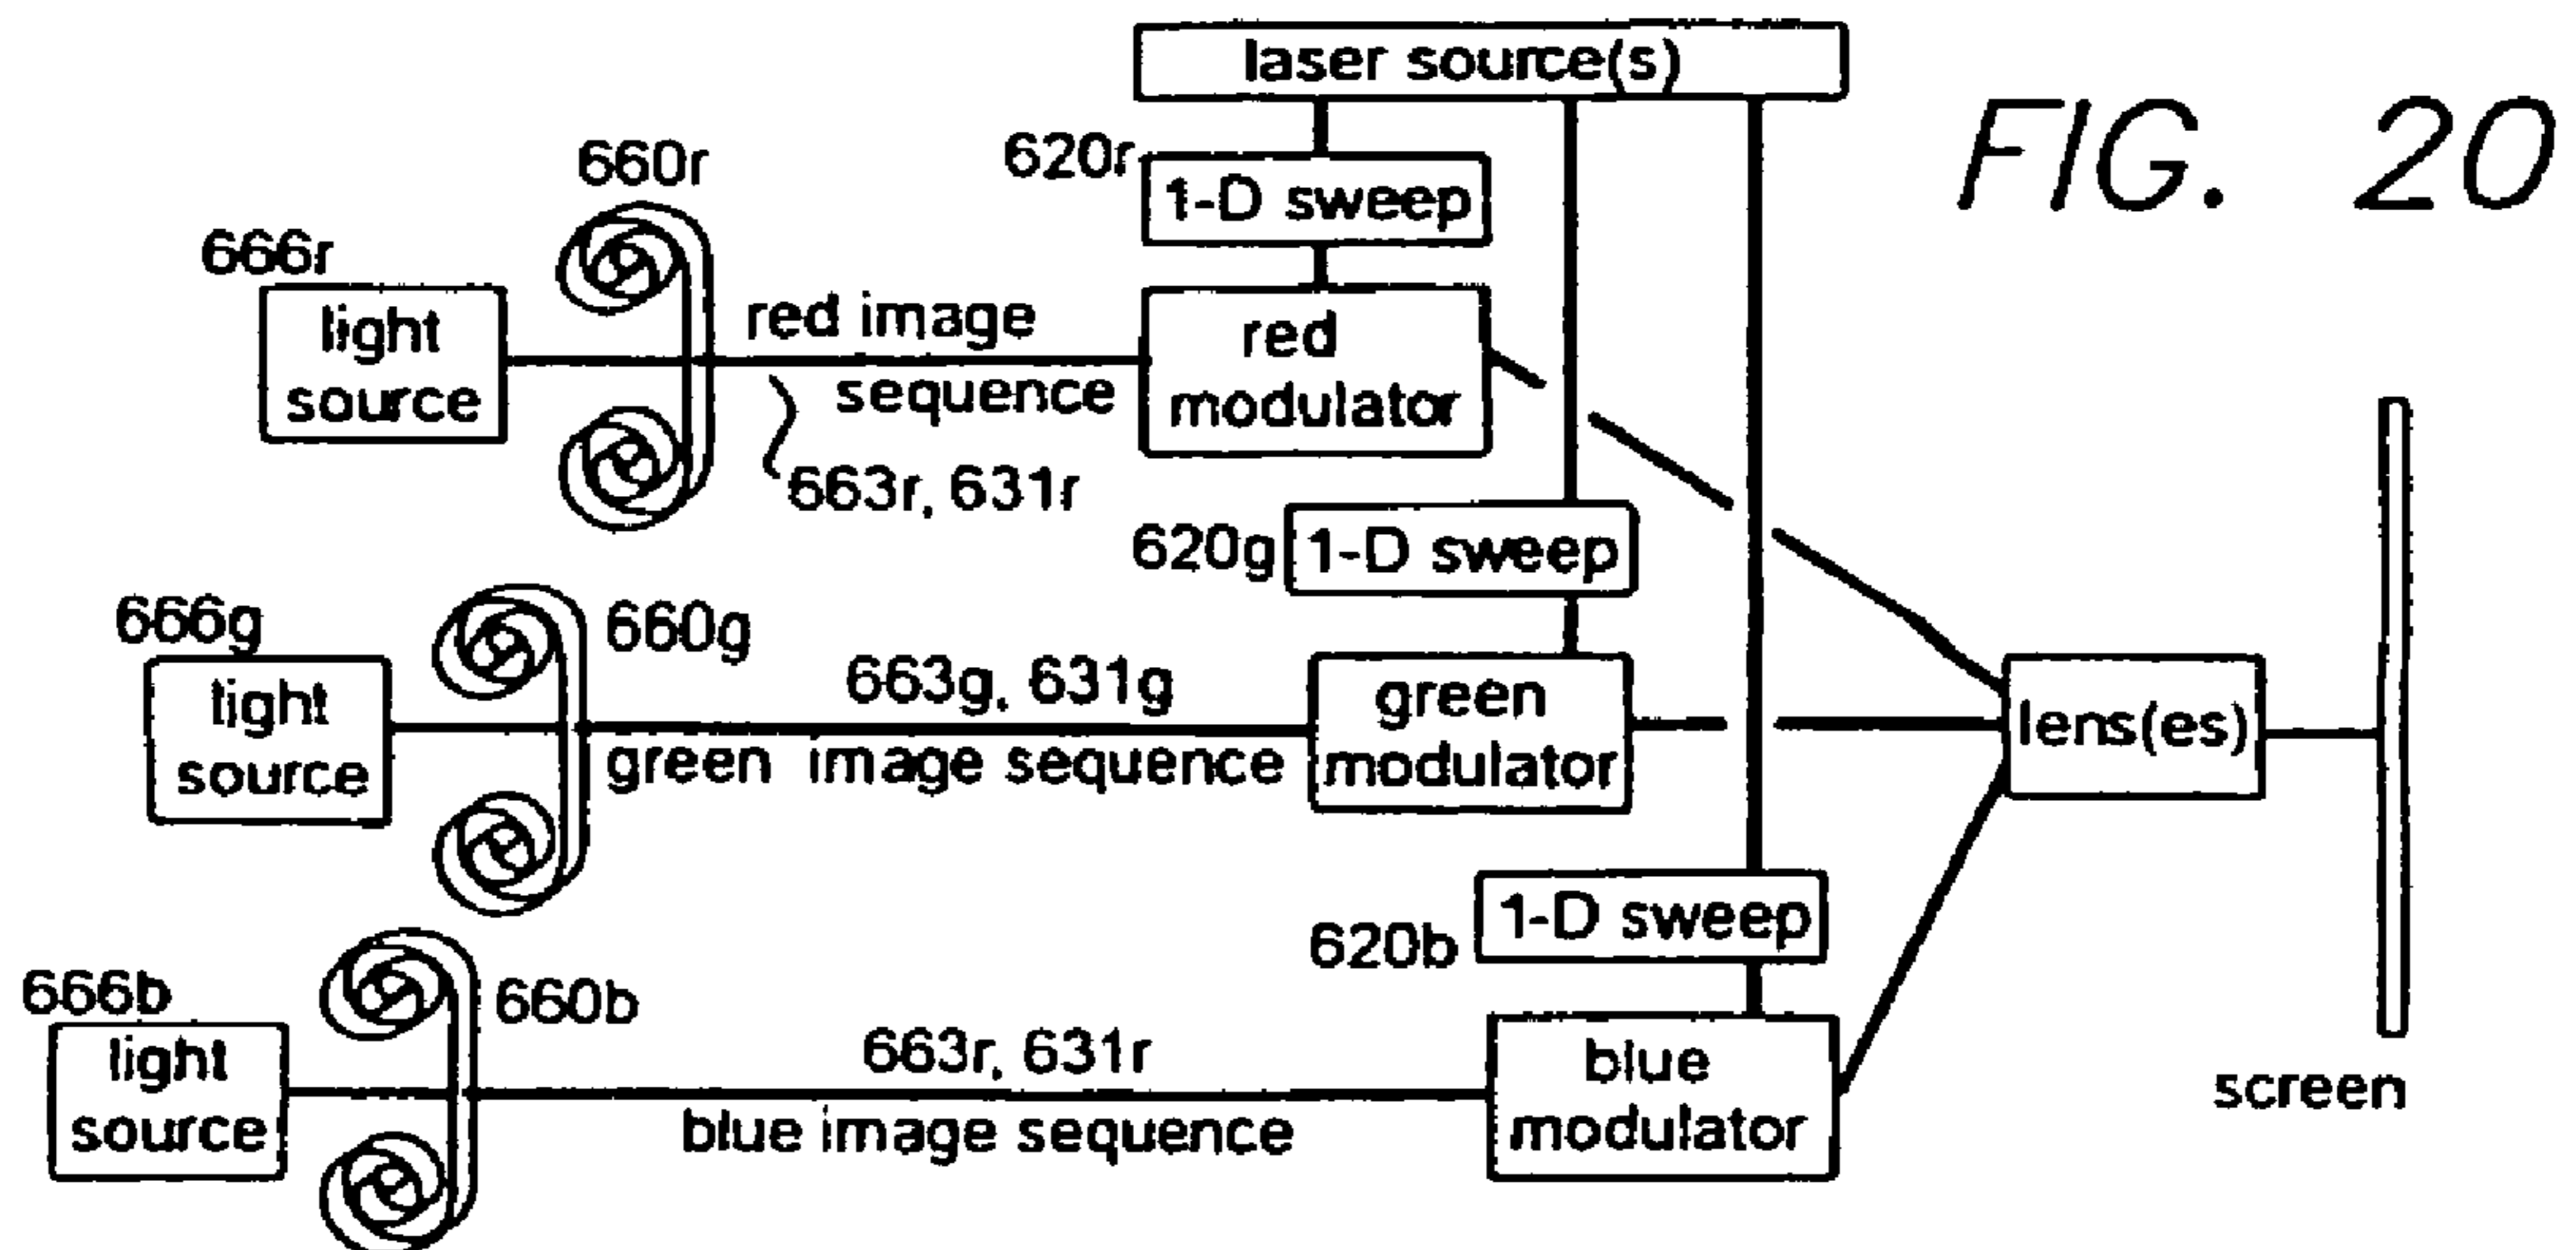 laser source(s)
FIG. 20
620r
1-D sweep
660r
666r
light
source
red image
sequence
663r, 631r
red
modulator
620g
1-D sweep
666g
light
source
660g
663g, 631g
green image sequence
green
modulator
lens(es)
screen
620b
1-D sweep
666b
light
source
660b
663r, 631r
blue image sequence
blue
modulator